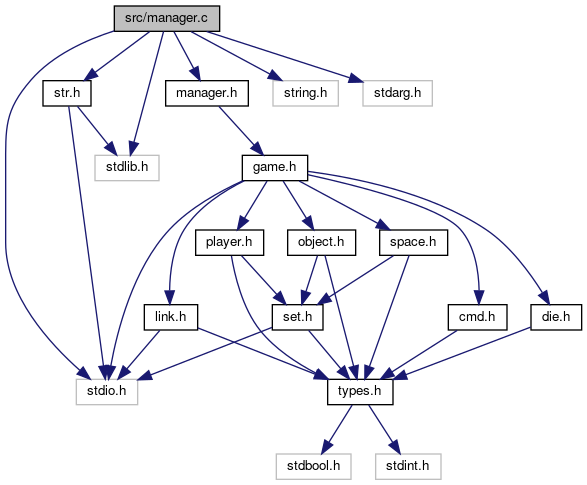 src/manager.c
str.h
manager.h
string.h
stdarg.h
stdlib.h
game.h
player.h
object.h
space.h
link.h
set.h
cmd.h
die.h
stdio.h
types.h
stdbool.h
stdint.h